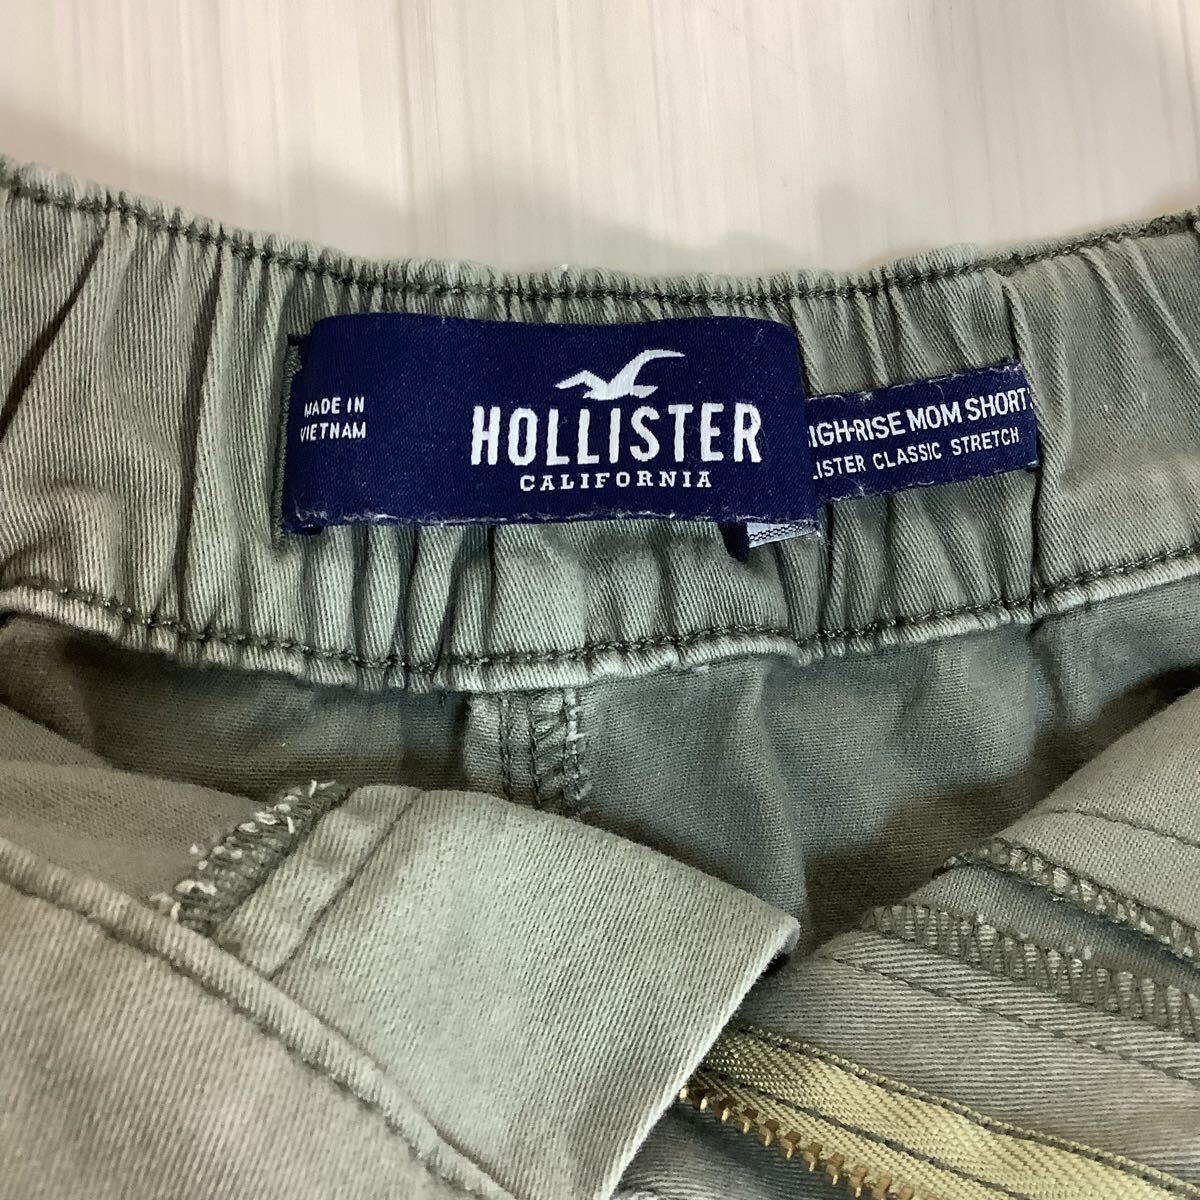 MADE IN
VIETNAM
HOLLISTER
CALIFORNIA
IGH-RISE MOM SHORT
LISTER CLASSIC STRETCH